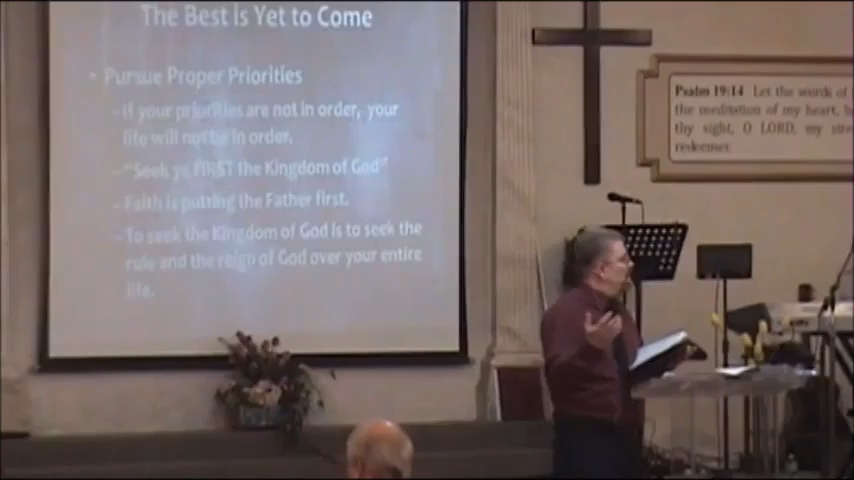 The Best is Yet to Come
• Pursue Proper Priorities
-If your priorities are not in order, your
life will not be in order.
-"Seek ye FIRST the Kingdom of God"
-Faith is putting the Father first.
-To seek the Kingdom of God is to seek the
rule and the reign of God over your entire
life.
Psalm 19:14 Let the words of
the meditation of my heart, b
thy sight, O LORD, my stre
redeemer.